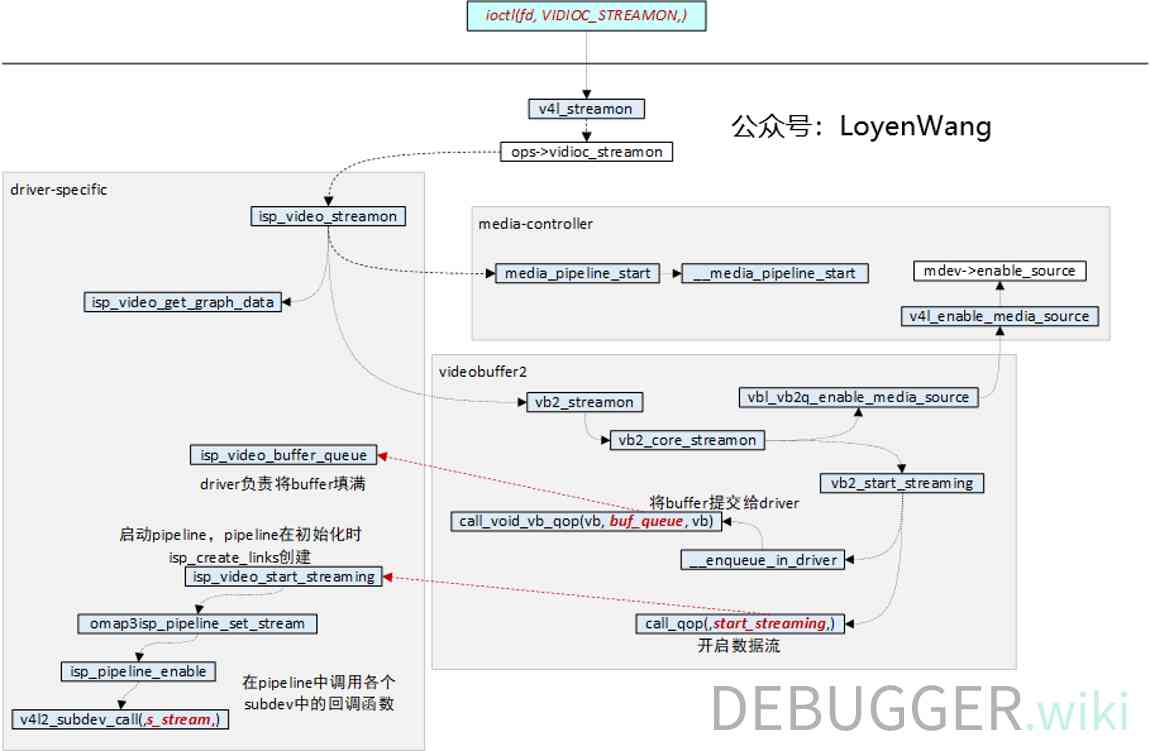 ioctl(fd, VIDIOC_STREAMON,)
v4l_streamon
公众号：LoyenWang
ops->vidioc_streamon
driver-specific
isp_video_streamon
media-controller
media_pipeline_start
__media_pipeline_start
mdev->enable_source
isp_video_get_graph_data
v4l_enable_media_source
videobuffer2
vb2_streamon
vbl_vb2q_enable_media_source
vb2_core_streamon
isp_video_buffer_queue
driver负责将buffer填满
vb2_start_streaming
将buffer提交给driver
call_void_vb_qop(vb, buf_queue, vb)
启动pipeline，pipeline在初始化时
isp_create_links创建
__enqueue_in_driver
isp_video_start_streaming
omap3isp_pipeline_set_stream
call_qop(,start_streaming,)
开启数据流
isp_pipeline_enable
在pipeline中调用各个
subdev中的回调函数
v4l2_subdev_call(,s_stream,)
DEBUGGER.wiki